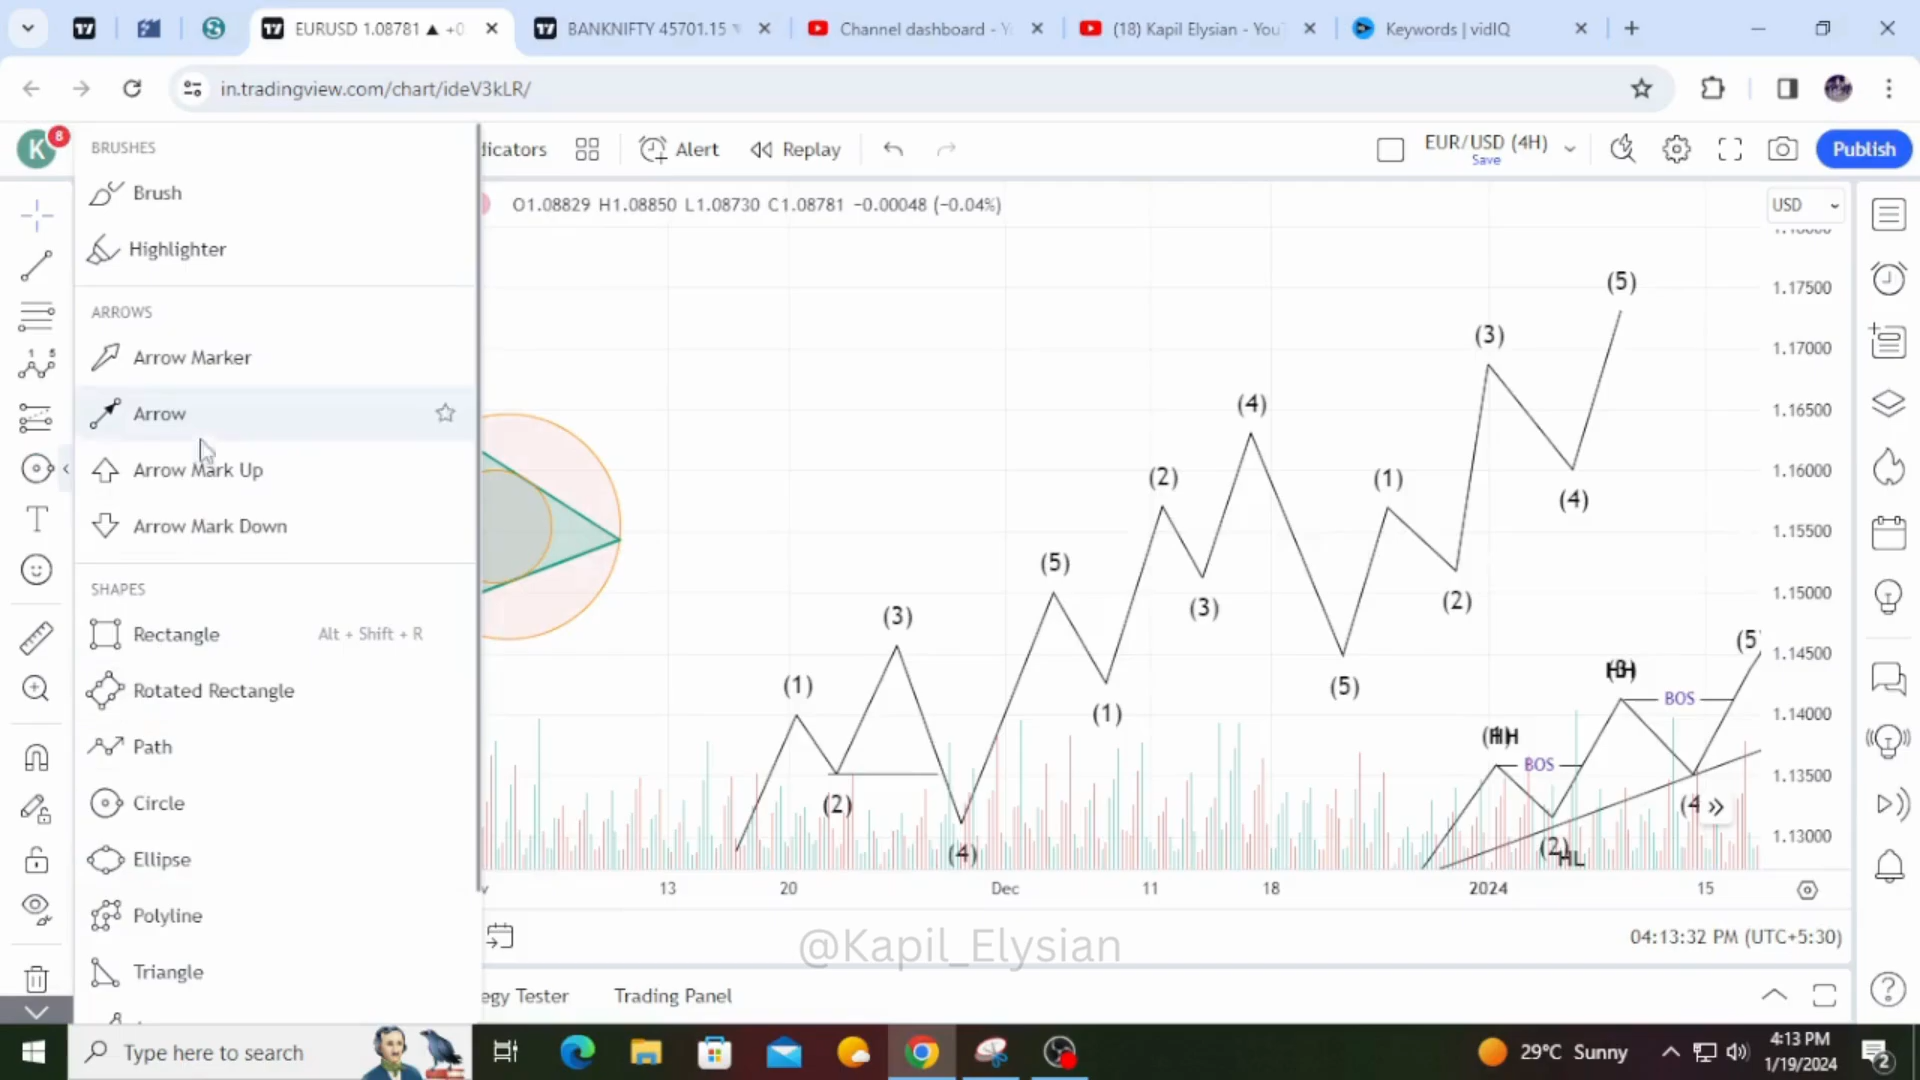 EURUSD 1.08781 ▲ +0
BANKNIFTY 45701.15
Channel dashboard - Y
(18) Kapil Elysian - YouT
Keywords | vidIQ
in.tradingview.com/chart/ideV3kLR/
K
8
BRUSHES
dicators
Alert
Replay
EUR/USD (4H)
Save
Publish
Brush
O1.08829 H1.08850 L1.08730 C1.08781 −0.00048 (−0.04%)
USD
Highlighter
ARROWS
Arrow Marker
Arrow
Arrow Mark Up
Arrow Mark Down
SHAPES
Rectangle Alt + Shift + R
Rotated Rectangle
Path
Circle
Ellipse
Polyline
Triangle
(5)
(3)
(4)
(2)
(1)
(4)
(5)
(2)
(3)
(3)
(5)
(1)
(1)
(5)
(2)
(4)
BOS
BOS
(5)
(4
(2)
HL
1.17500
1.17000
1.16500
1.16000
1.15500
1.15000
1.14500
1.14000
1.13500
1.13000
13
20
Dec
11
18
2024
15
@Kapil_Elysian
04:13:32 PM (UTC+5:30)
egy Tester
Trading Panel
Type here to search
29°C Sunny
4:13 PM
1/19/2024
2